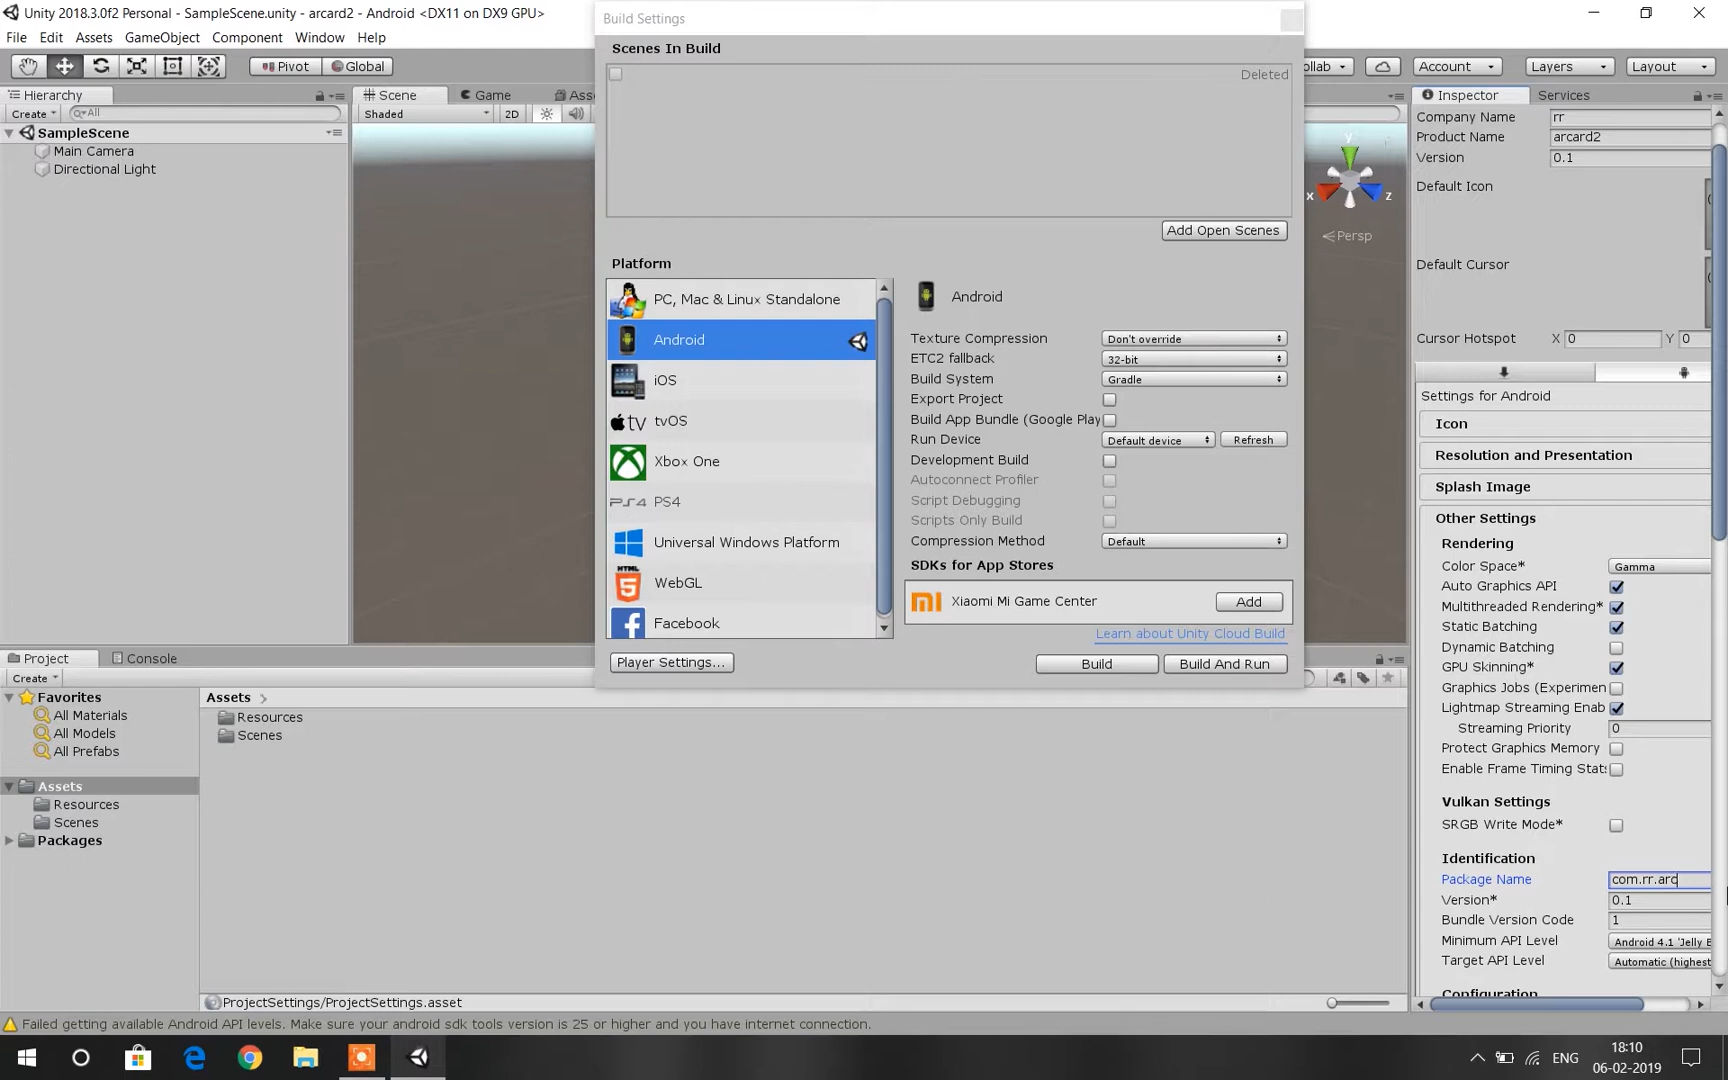 Unity 2018.3.0f2 Personal - SampleScene.unity - arcard2 - Android <DX11 on DX9 GPU>
File Edit Assets GameObject Component Window Help
Pivot Global
ollab Account Layers Layout
Hierarchy
Create All
SampleScene
Main Camera
Directional Light
Scene Game Ass
Shaded 2D
y
x z
Persp
Build Settings
Scenes In Build
Deleted
Add Open Scenes
Platform
PC, Mac & Linux Standalone
Android
iOS
tv tvOS
Xbox One
PS4
Universal Windows Platform
HTML
5 WebGL
Facebook
Player Settings...
Android
Texture Compression Don't override
ETC2 fallback 32-bit
Build System Gradle
Export Project
Build App Bundle (Google Play
Run Device Default device Refresh
Development Build
Autoconnect Profiler
Script Debugging
Scripts Only Build
Compression Method Default
SDKs for App Stores
Xiaomi Mi Game Center Add
Learn about Unity Cloud Build
Build Build And Run
Inspector Services
Company Name rr
Product Name arcard2
Version 0.1
Default Icon
Default Cursor
Cursor Hotspot X 0 Y 0
Settings for Android
Icon
Resolution and Presentation
Splash Image
Other Settings
Rendering
Color Space* Gamma
Auto Graphics API
Multithreaded Rendering*
Static Batching
Dynamic Batching
GPU Skinning*
Graphics Jobs (Experimen
Lightmap Streaming Enab
Streaming Priority 0
Protect Graphics Memory
Enable Frame Timing Stats
Vulkan Settings
SRGB Write Mode*
Identification
Package Name com.rr.arc
Version* 0.1
Bundle Version Code 1
Minimum API Level Android 4.1 'Jelly B
Target API Level Automatic (highest
Configuration
Project Console
Create
Favorites
All Materials
All Models
All Prefabs
Assets
Resources
Scenes
Packages
Assets
Resources
Scenes
ProjectSettings/ProjectSettings.asset
Failed getting available Android API levels. Make sure your android sdk tools version is 25 or higher and you have internet connection.
ENG
18:10
06-02-2019